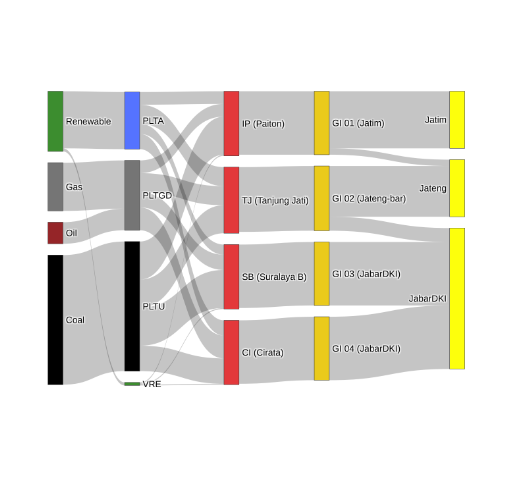 Renewable
Gas
Oil
Coal
PLTA
PLTGD
PLTU
VRE
IP (Paiton)
TJ (Tanjung Jati)
SB (Suralaya B)
CI (Cirata)
GI 01 (Jatim)
GI 02 (Jateng-bar)
GI 03 (JabarDKI)
GI 04 (JabarDKI)
Jatim
Jateng
JabarDKI